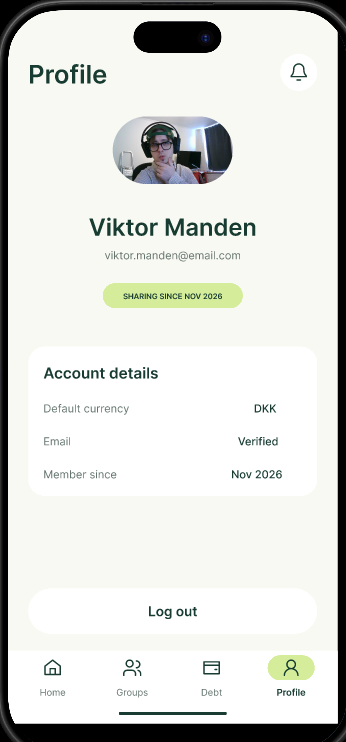 Profile
Viktor Manden
viktor.manden@email.com
SHARING SINCE NOV 2026
Account details
Default currency DKK
Email Verified
Member since Nov 2026
Log out
Home Groups Debt Profile